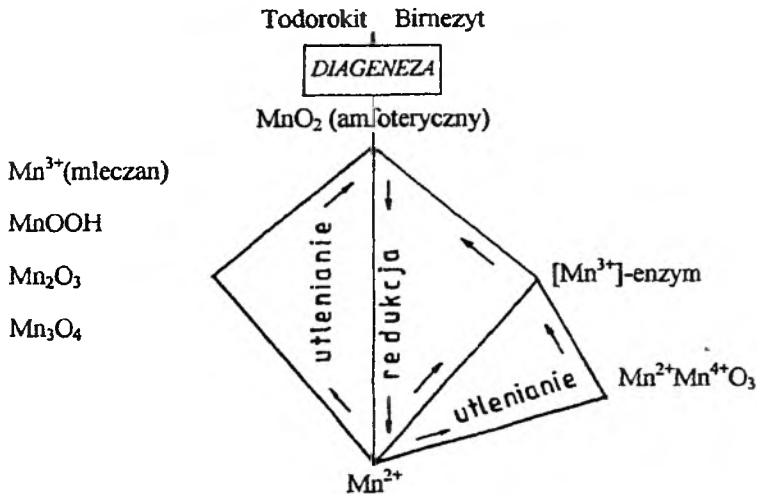 Todorokit Birnezyt
DIAGENEZA
MnO₂ (amfoteryczny)
Mn³⁺(mleczan)
MnOOH
Mn₂O₃
Mn₃O₄
utlenianie
redukcja
[Mn³⁺]-enzym
utlenianie
Mn²⁺Mn⁴⁺O₃
Mn²⁺